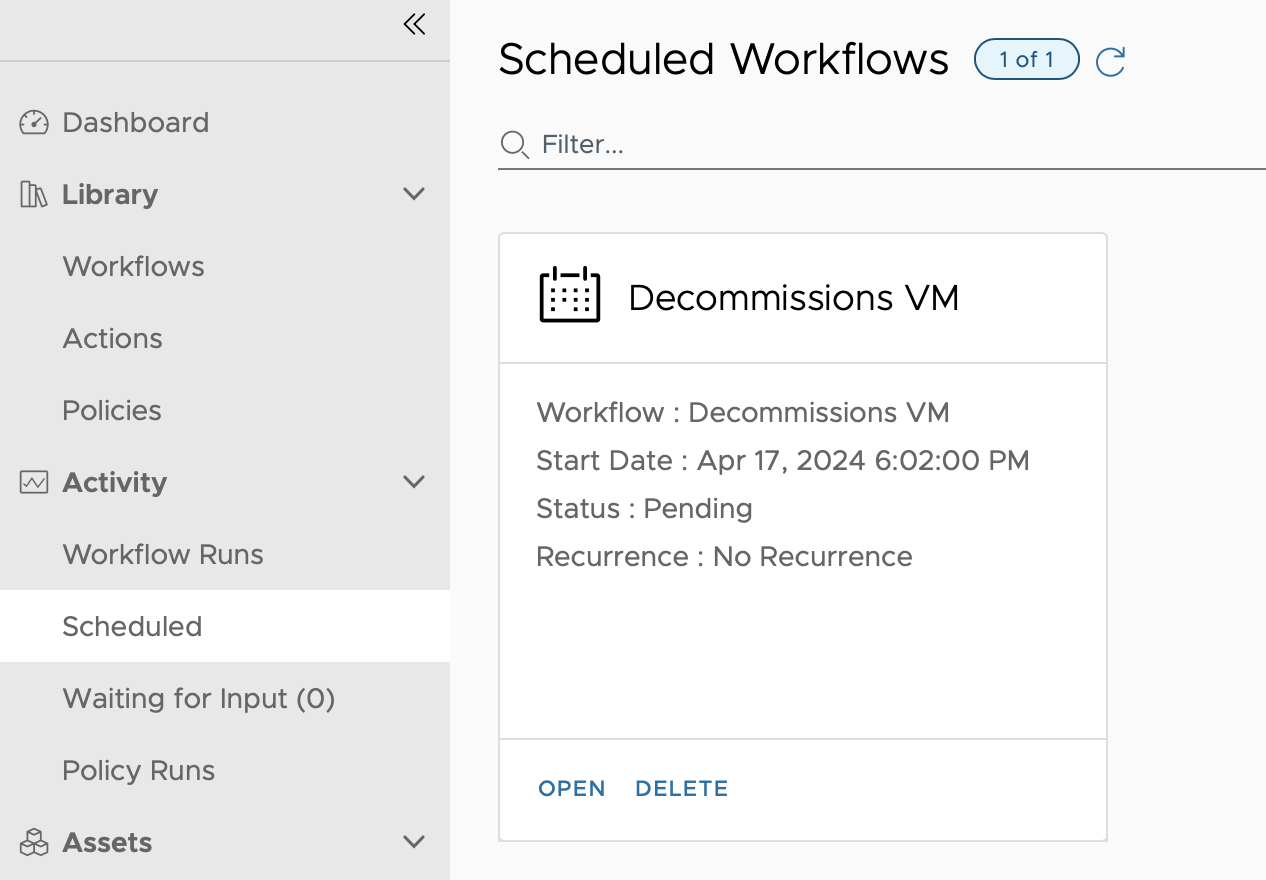 Dashboard
Library
Workflows
Actions
Policies
Activity
Workflow Runs
Scheduled
Waiting for Input (0)
Policy Runs
Assets
Scheduled Workflows
1 of 1
Filter...
Decommissions VM
Workflow : Decommissions VM
Start Date : Apr 17, 2024 6:02:00 PM
Status : Pending
Recurrence : No Recurrence
OPEN DELETE